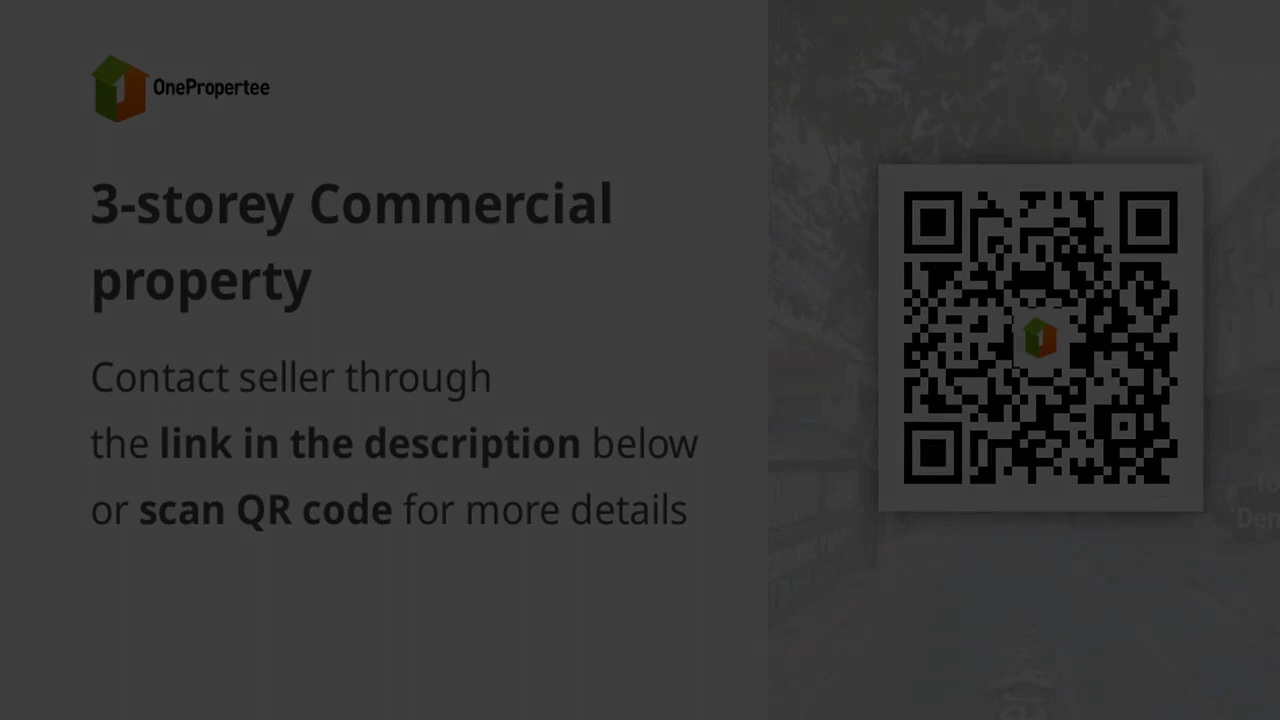 OnePropertee
3-storey Commercial
property
Contact seller through
the link in the description below
or scan QR code for more details